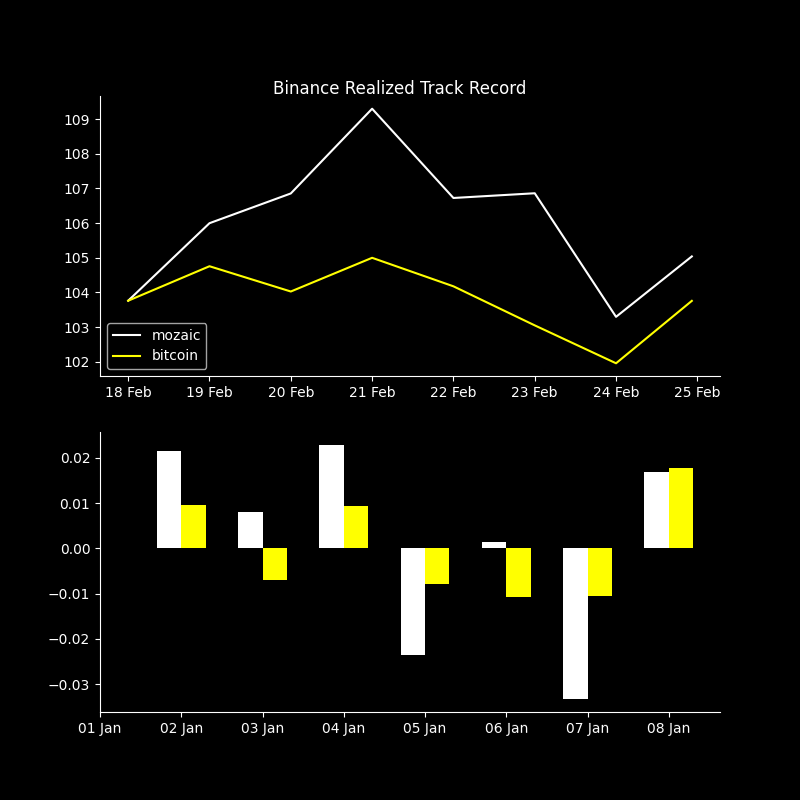 Binance Realized Track Record
109
108
107
106
105
104
103
102
mozaic
bitcoin
18 Feb 19 Feb 20 Feb 21 Feb 22 Feb 23 Feb 24 Feb 25 Feb
0.02
0.01
0.00
−0.01
−0.02
−0.03
01 Jan 02 Jan 03 Jan 04 Jan 05 Jan 06 Jan 07 Jan 08 Jan